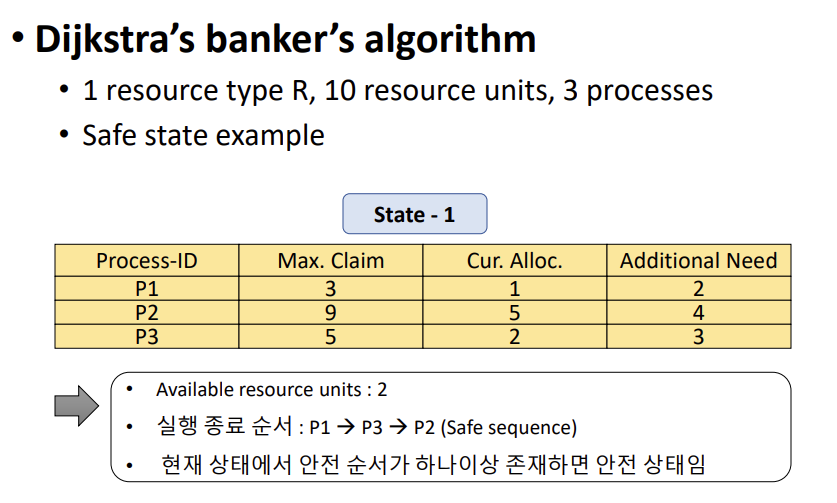 • Dijkstra's banker's algorithm
• 1 resource type R, 10 resource units, 3 processes
• Safe state example
State - 1
Process-ID Max. Claim Cur. Alloc. Additional Need
P1 3 1 2
P2 9 5 4
P3 5 2 3
• Available resource units : 2
• 실행 종료 순서 : P1 → P3 → P2 (Safe sequence)
• 현재 상태에서 안전 순서가 하나이상 존재하면 안전 상태임